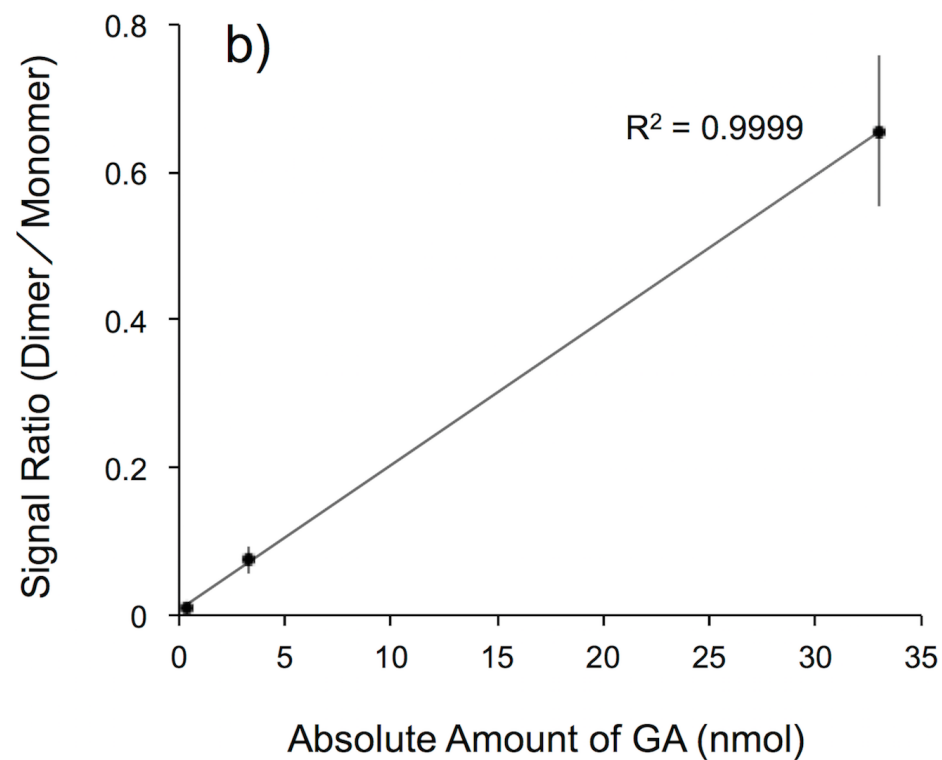 b)
R² = 0.9999
Signal Ratio (Dimer/Monomer)
0.8
0.6
0.4
0.2
0
0 5 10 15 20 25 30 35
Absolute Amount of GA (nmol)